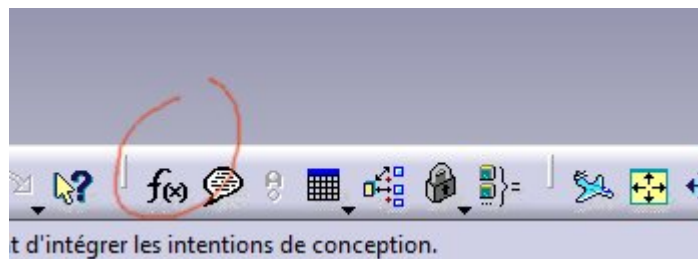 f(x)
t d'intégrer les intentions de conception.